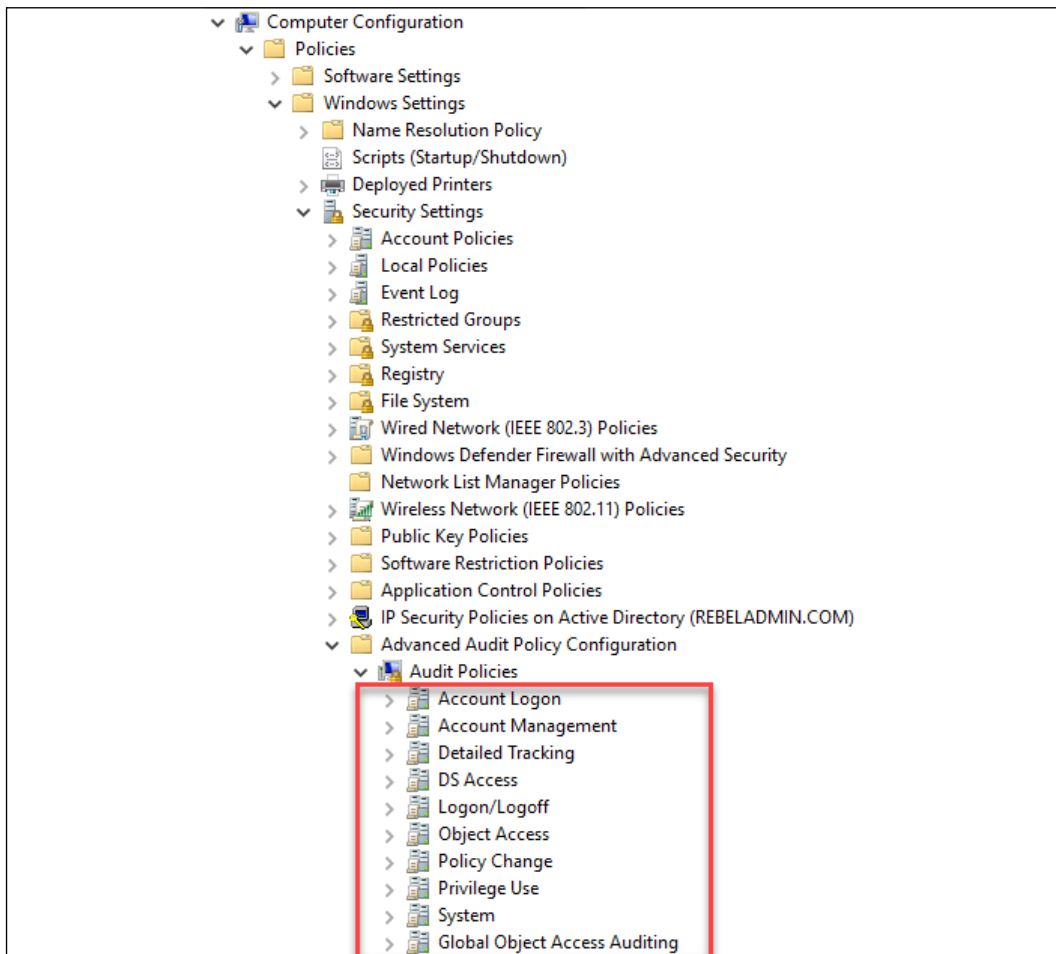 Computer Configuration
Policies
Software Settings
Windows Settings
Name Resolution Policy
Scripts (Startup/Shutdown)
Deployed Printers
Security Settings
Account Policies
Local Policies
Event Log
Restricted Groups
System Services
Registry
File System
Wired Network (IEEE 802.3) Policies
Windows Defender Firewall with Advanced Security
Network List Manager Policies
Wireless Network (IEEE 802.11) Policies
Public Key Policies
Software Restriction Policies
Application Control Policies
IP Security Policies on Active Directory (REBELADMIN.COM)
Advanced Audit Policy Configuration
Audit Policies
Account Logon
Account Management
Detailed Tracking
DS Access
Logon/Logoff
Object Access
Policy Change
Privilege Use
System
Global Object Access Auditing